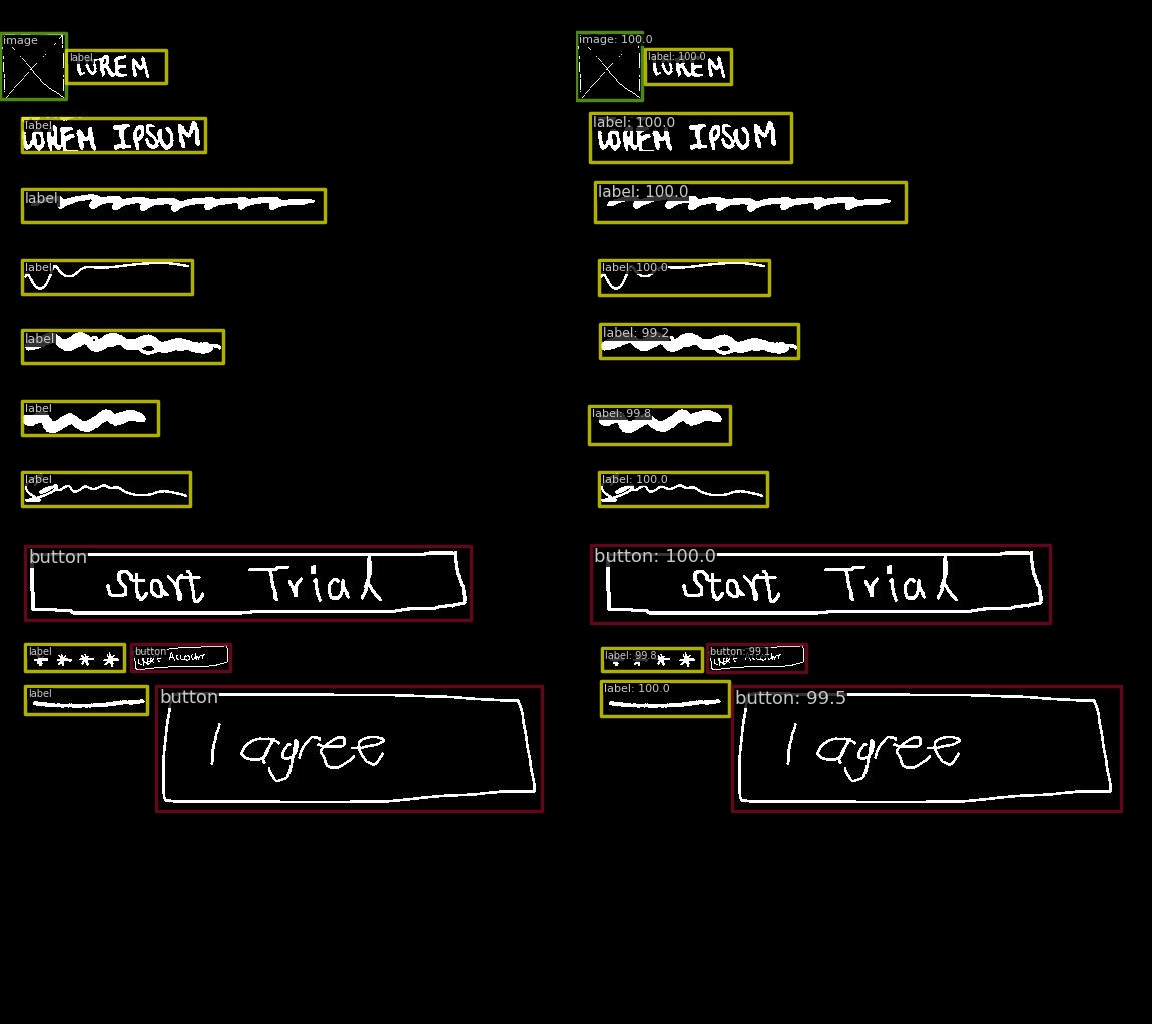 image image: 100.0
label LOREM label: 100.0 LOREM
label LOREM IPSUM label: 100.0 LOREM IPSUM
label label: 100.0
label label: 100.0
label label: 99.2
label label: 99.8
label label: 100.0
button button: 100.0
Start Trial Start Trial
label button label: 99.8 button: 99.1
* * * * Account * * * * Account
label button label: 100.0 button: 99.5
I agree I agree